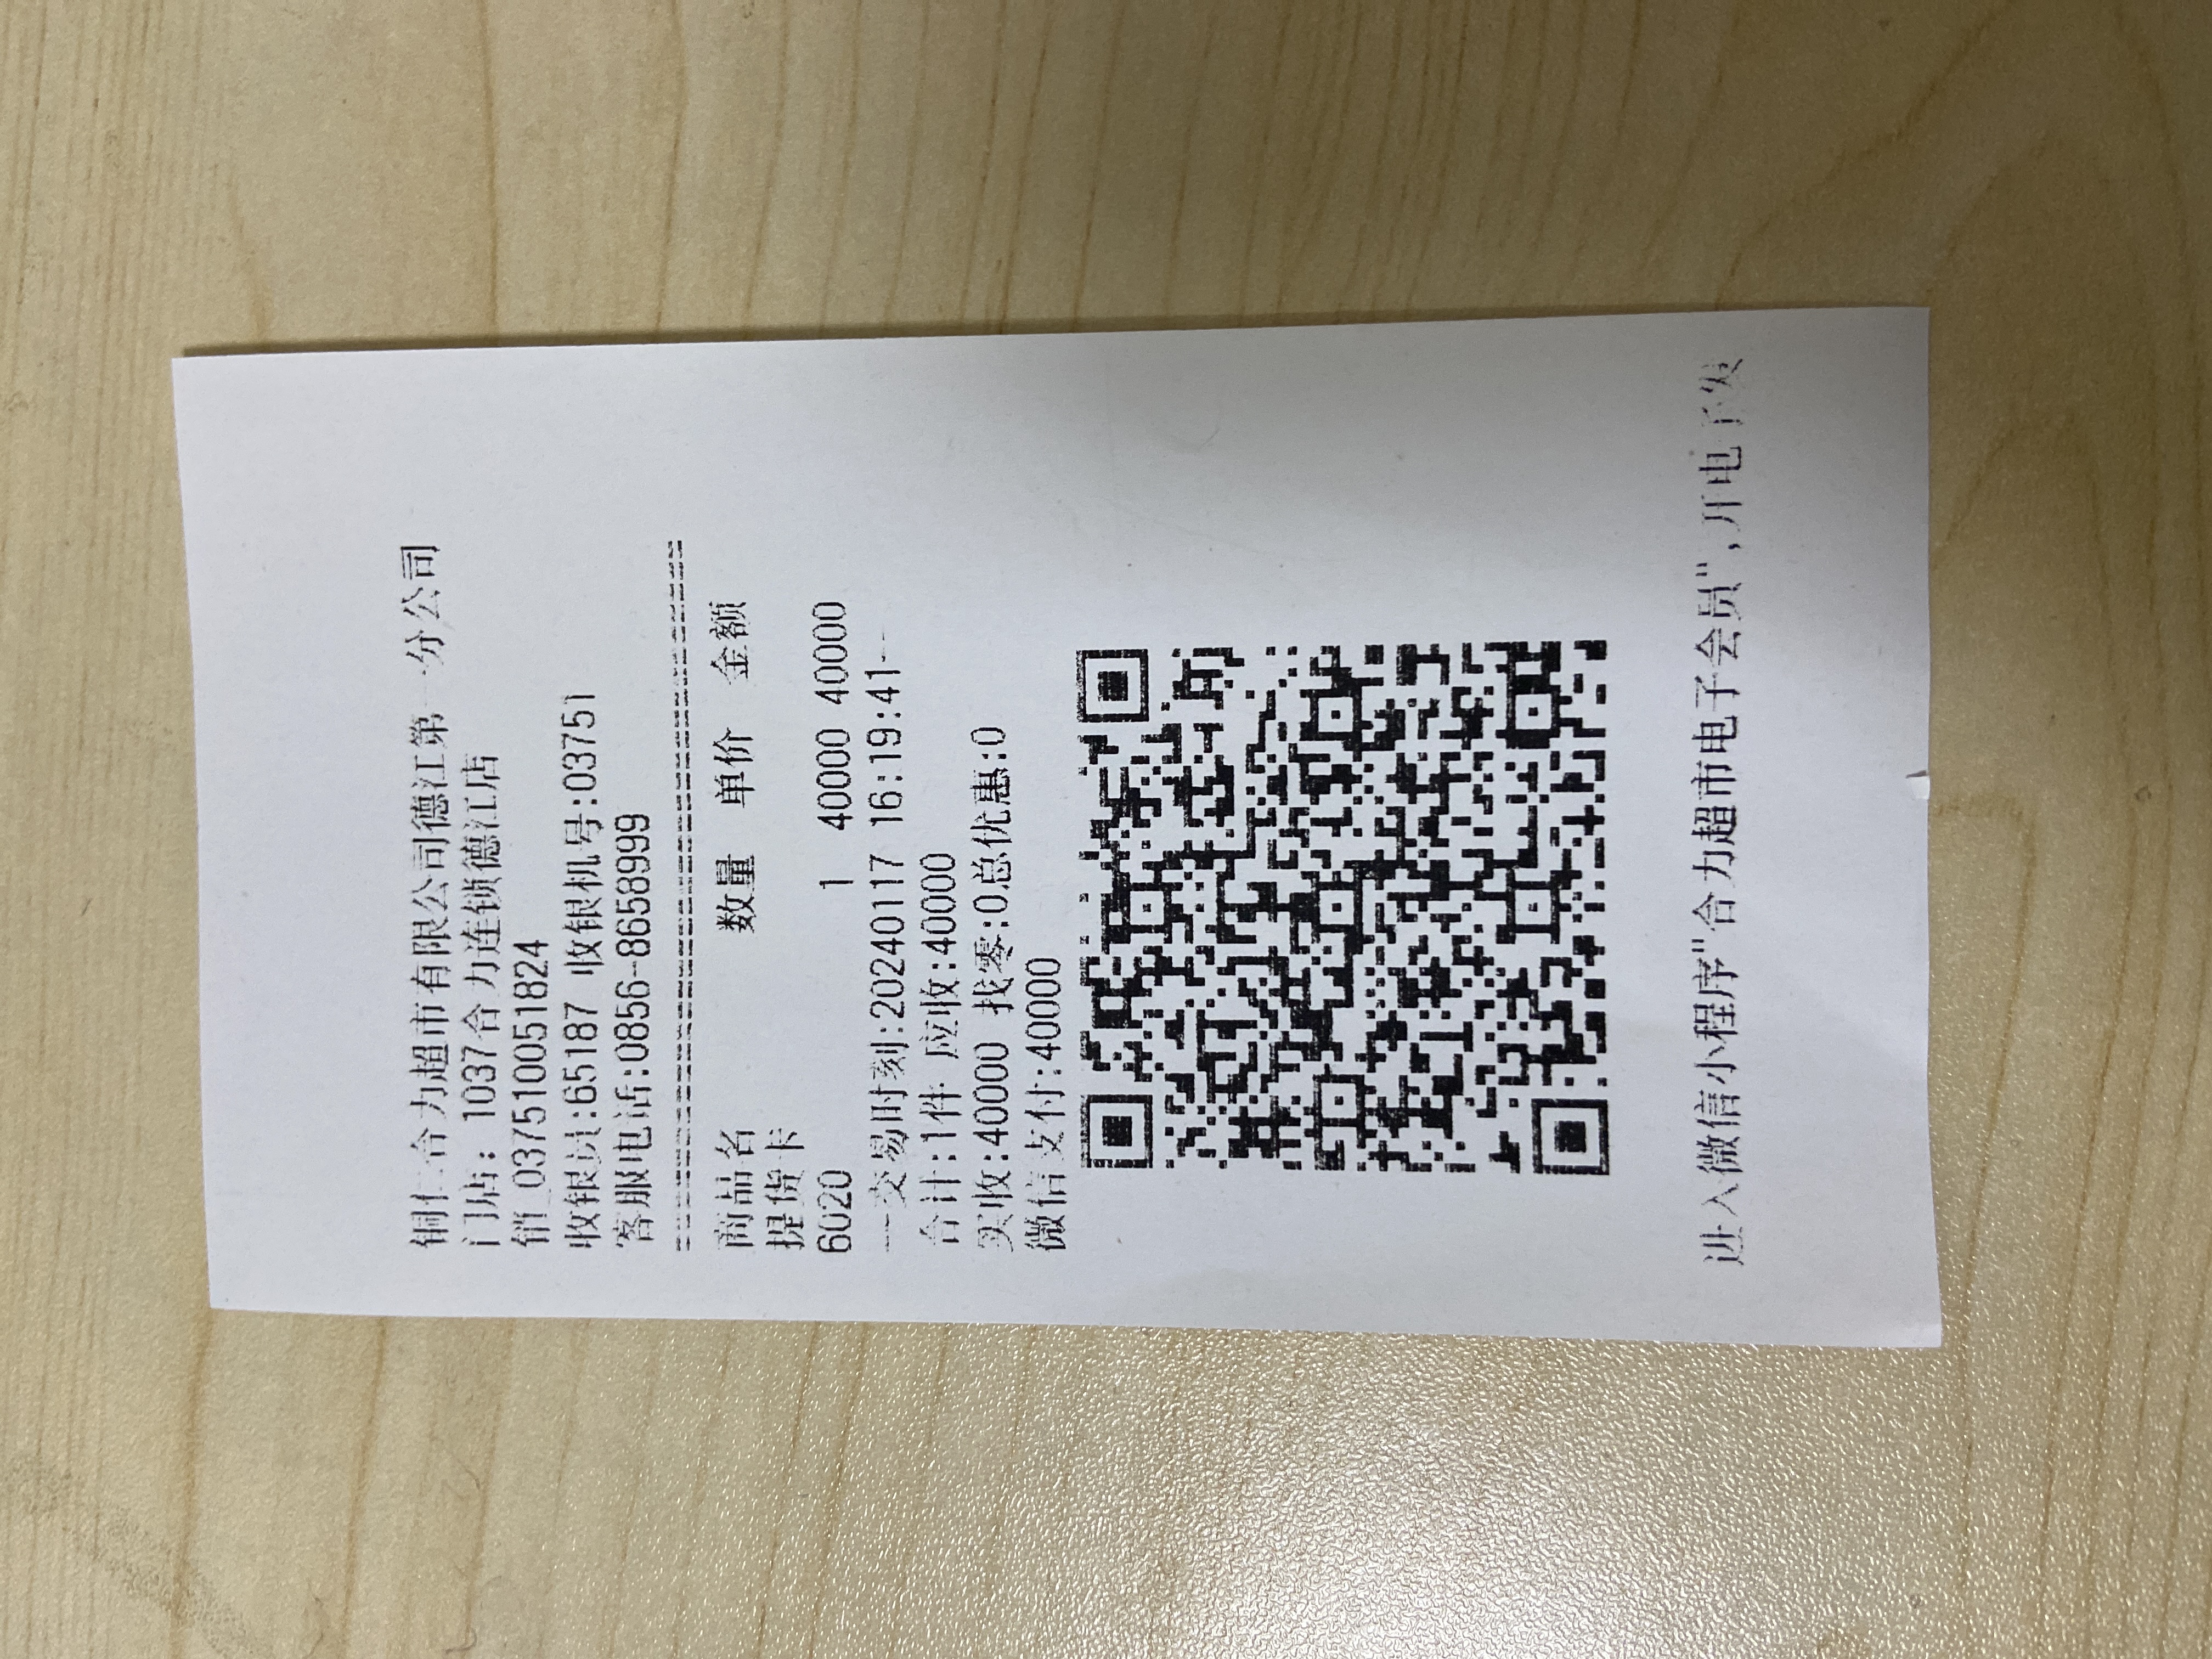 铜仁合力超市有限公司德江第一分公司
门店: 1037合力连锁德江店
销_037510051824
收银员:65187 收银机号:03751
客服电话:0856-8658999
==========================================
商品名 数量 单价 金额
提货卡
6020 1 40000 40000
--交易时刻:20240117 16:19:41--
合计:1件 应收:40000
实收:40000 找零:0总优惠:0
微信支付:40000
进入微信小程序"合力超市电子会员",开电子发